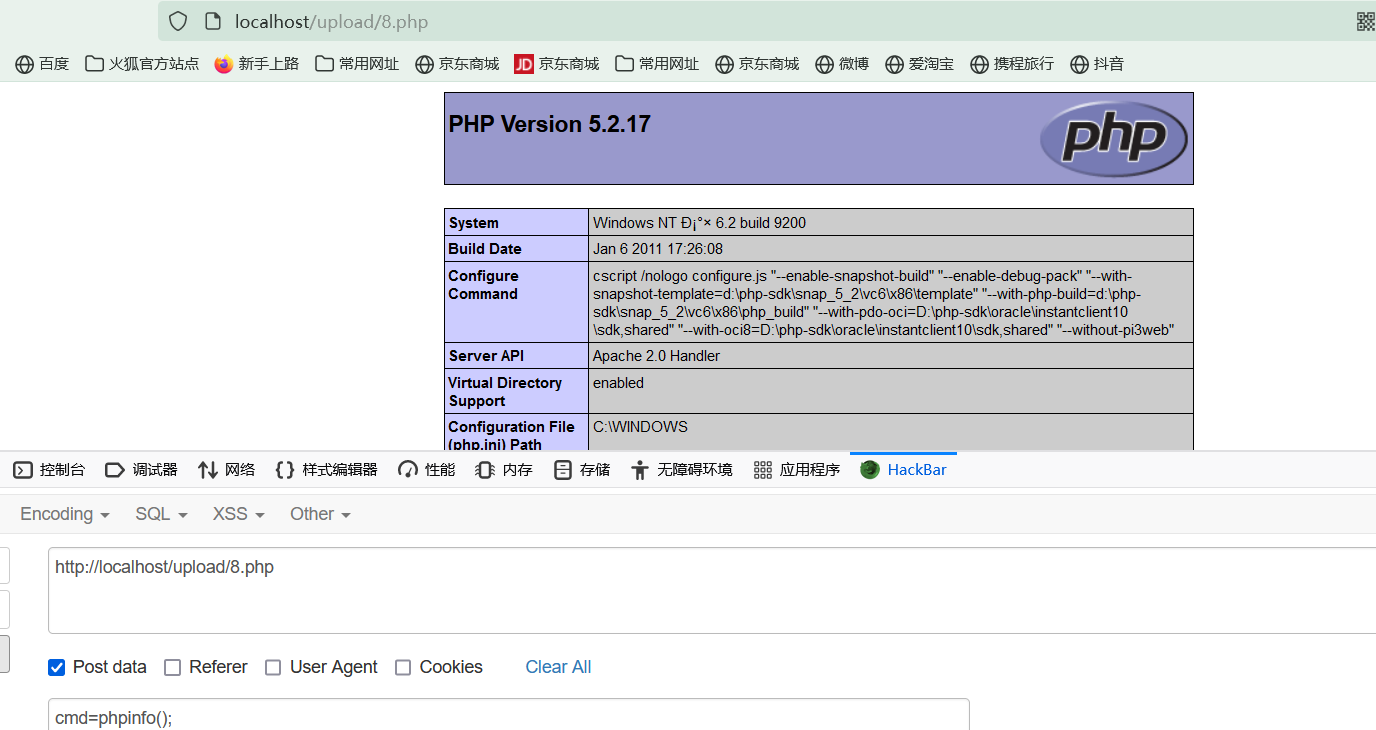 localhost/upload/8.php
百度 火狐官方站点 新手上路 常用网址 京东商城 JD 京东商城 常用网址 京东商城 微博 爱淘宝 携程旅行 抖音
PHP Version 5.2.17
php
System Windows NT Ð¡°× 6.2 build 9200
Build Date Jan 6 2011 17:26:08
Configure Command cscript /nologo configure.js "--enable-snapshot-build" "--enable-debug-pack" "--with-
snapshot-template=d:\php-sdk\snap_5_2\vc6\x86\template" "--with-php-build=d:\php-
sdk\snap_5_2\vc6\x86\php_build" "--with-pdo-oci=D:\php-sdk\oracle\instantclient10
\sdk,shared" "--with-oci8=D:\php-sdk\oracle\instantclient10\sdk,shared" "--without-pi3web"
Server API Apache 2.0 Handler
Virtual Directory Support enabled
Configuration File (php.ini) Path C:\WINDOWS
控制台 调试器 网络 样式编辑器 性能 内存 存储 无障碍环境 应用程序 HackBar
Encoding SQL XSS Other
http://localhost/upload/8.php
Post data Referer User Agent Cookies Clear All
cmd=phpinfo();